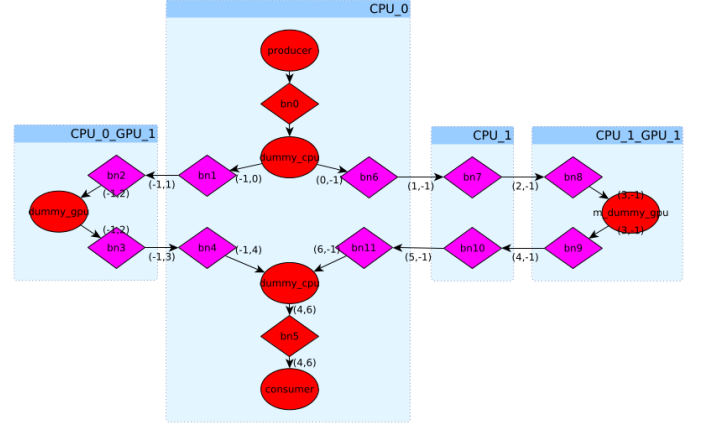 CPU_0
producer
bn0
CPU_0_GPU_1
CPU_1
CPU_1_GPU_1
dummy_cpu
bn2
bn1
(-1,0)
(0,-1)
bn6
bn7
bn8
(-1,1)
(1,-1)
(2,-1)
(-1,2)
(3,-1)
dummy_gpu
m_dummy_gpu
(-1,2)
(3,-1)
bn3
bn4
(-1,4)
(6,-1)
bn11
bn10
bn9
(-1,3)
(5,-1)
(4,-1)
dummy_cpu
(4,6)
bn5
(4,6)
consumer